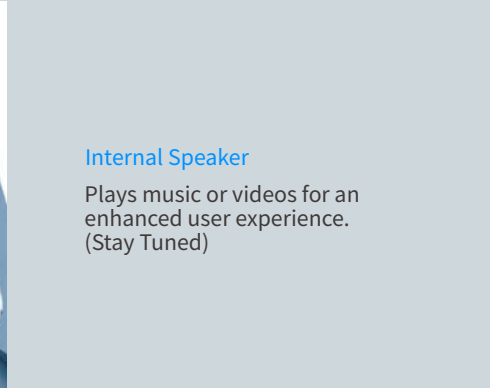 Internal Speaker
Plays music or videos for an
enhanced user experience.
(Stay Tuned)